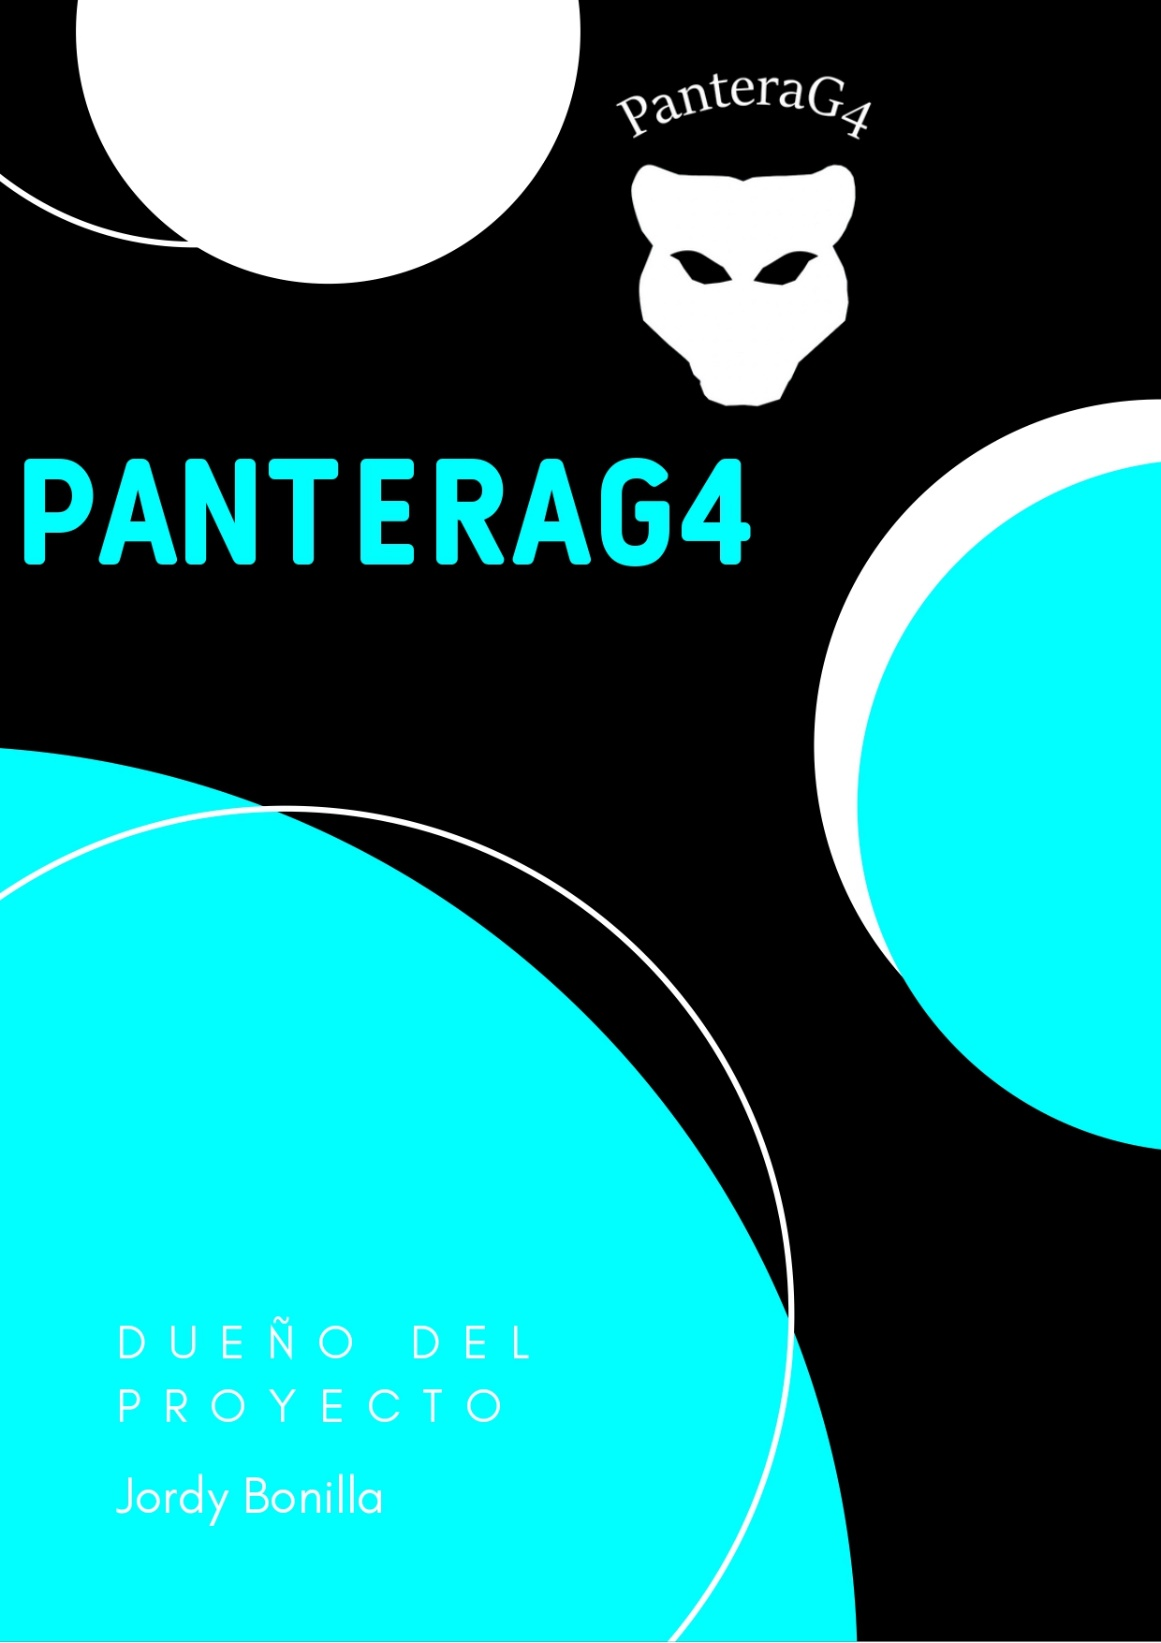 PanteraG4
PANTERAG4
DUEÑO DEL
PROYECTO
Jordy Bonilla